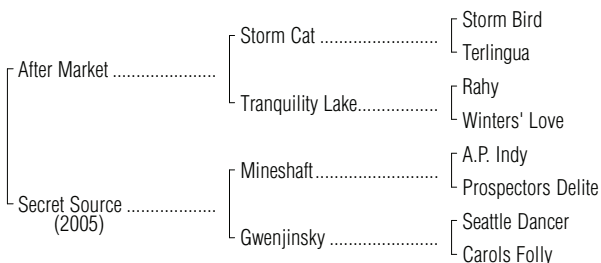 Storm Bird
Storm Cat ..........................
Terlingua
After Market ......................
Rahy
Tranquility Lake..................
Winters' Love
A.P. Indy
Mineshaft...........................
Prospectors Delite
Secret Source ...................
(2005)
Seattle Dancer
Gwenjinsky ........................
Carols Folly